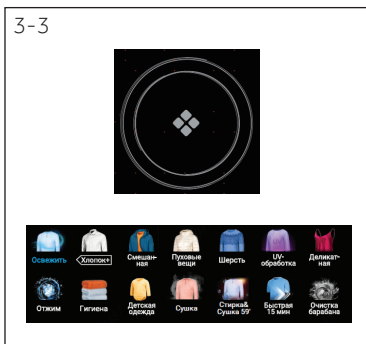 3-3
Освежить
Хлопок+
Смешан-
ная
Пуховые
вещи
Шерсть
UV-
обработка
Деликат-
ная
Отжим
Гигиена
Детская
одежда
Сушка
Стирка&
Сушка 59'
Быстрая
15 мин
Очистка
барабана